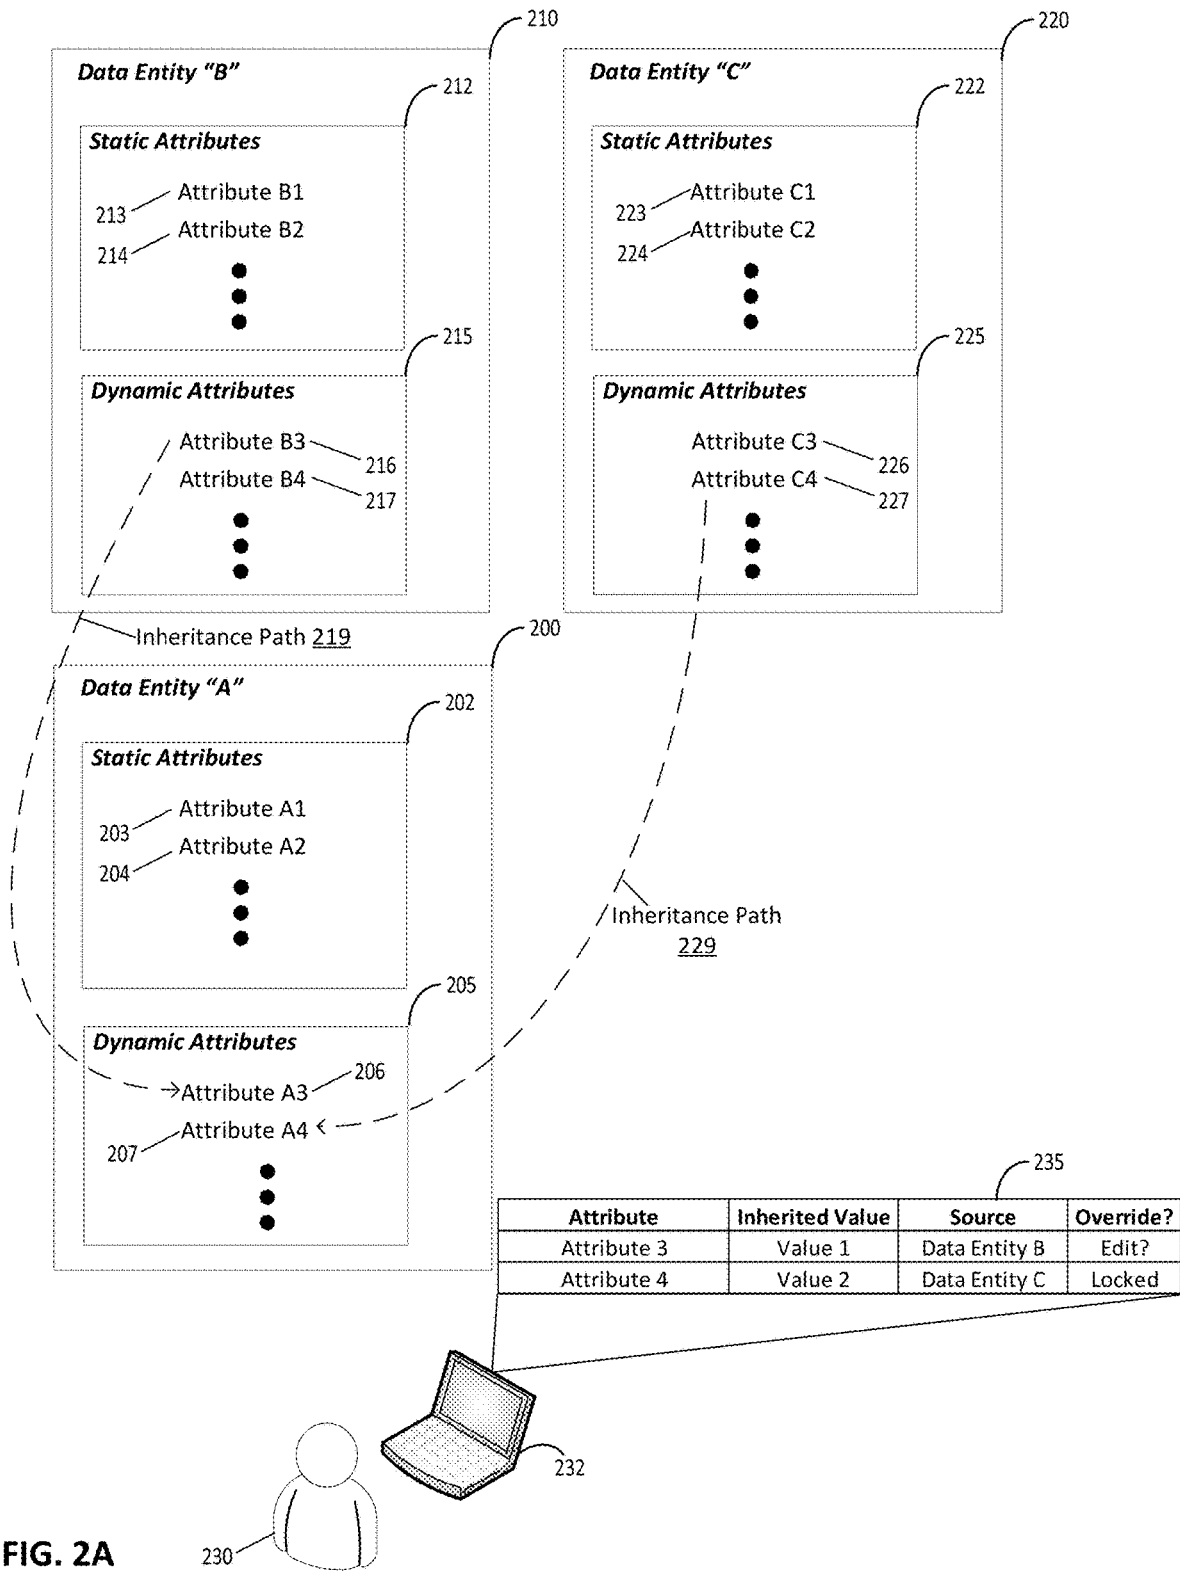 210
220
Data Entity “B”
Data Entity “C”
212
222
Static Attributes
Static Attributes
Attribute B1
Attribute C1
213
223
Attribute B2
Attribute C2
214
224
215
225
Dynamic Attributes
Dynamic Attributes
Attribute B3
Attribute C3
216
226
Attribute B4
Attribute C4
217
227
Inheritance Path 219
200
Data Entity “A”
202
Static Attributes
Attribute A1
203
Attribute A2
204
Inheritance Path
229
205
Dynamic Attributes
206
Attribute A3
Attribute A4
207
235
Attribute Inherited Value Source Override?
Attribute 3 Value 1 Data Entity B Edit?
Attribute 4 Value 2 Data Entity C Locked
232
FIG. 2A
230